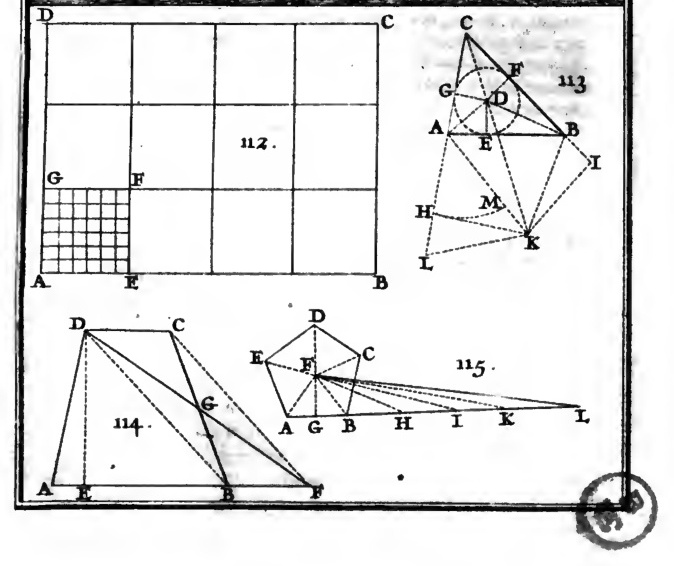 D C
112.
G F
A E B
C
F
G D 113
A B
E I
H M
K
L
D C
G
114.
A E B F
D
E F C 115.
A G B H I K L